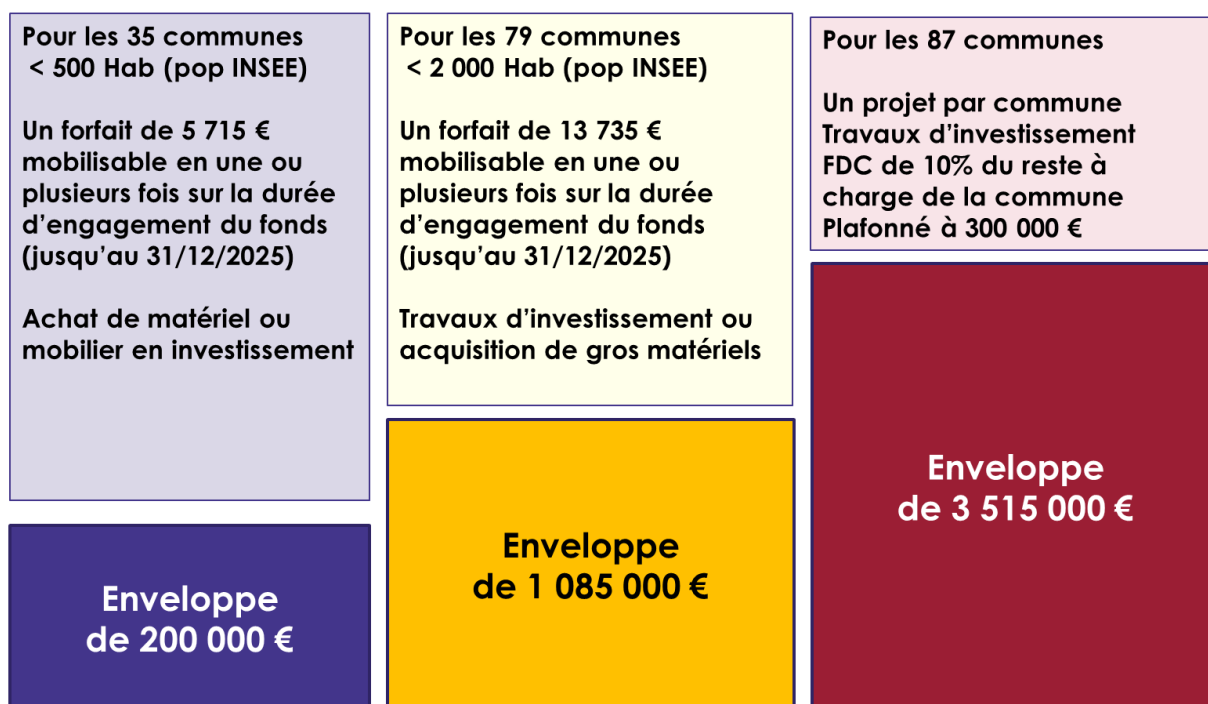 Pour les 35 communes
< 500 Hab (pop INSEE)
Un forfait de 5 715 €
mobilisable en une ou
plusieurs fois sur la durée
d’engagement du fonds
(jusqu’au 31/12/2025)
Achat de matériel ou
mobilier en investissement
Enveloppe
de 200 000 €
Pour les 79 communes
< 2 000 Hab (pop INSEE)
Un forfait de 13 735 €
mobilisable en une ou
plusieurs fois sur la durée
d’engagement du fonds
(jusqu’au 31/12/2025)
Travaux d’investissement ou
acquisition de gros matériels
Enveloppe
de 1 085 000 €
Pour les 87 communes
Un projet par commune
Travaux d’investissement
FDC de 10% du reste à
charge de la commune
Plafonné à 300 000 €
Enveloppe
de 3 515 000 €